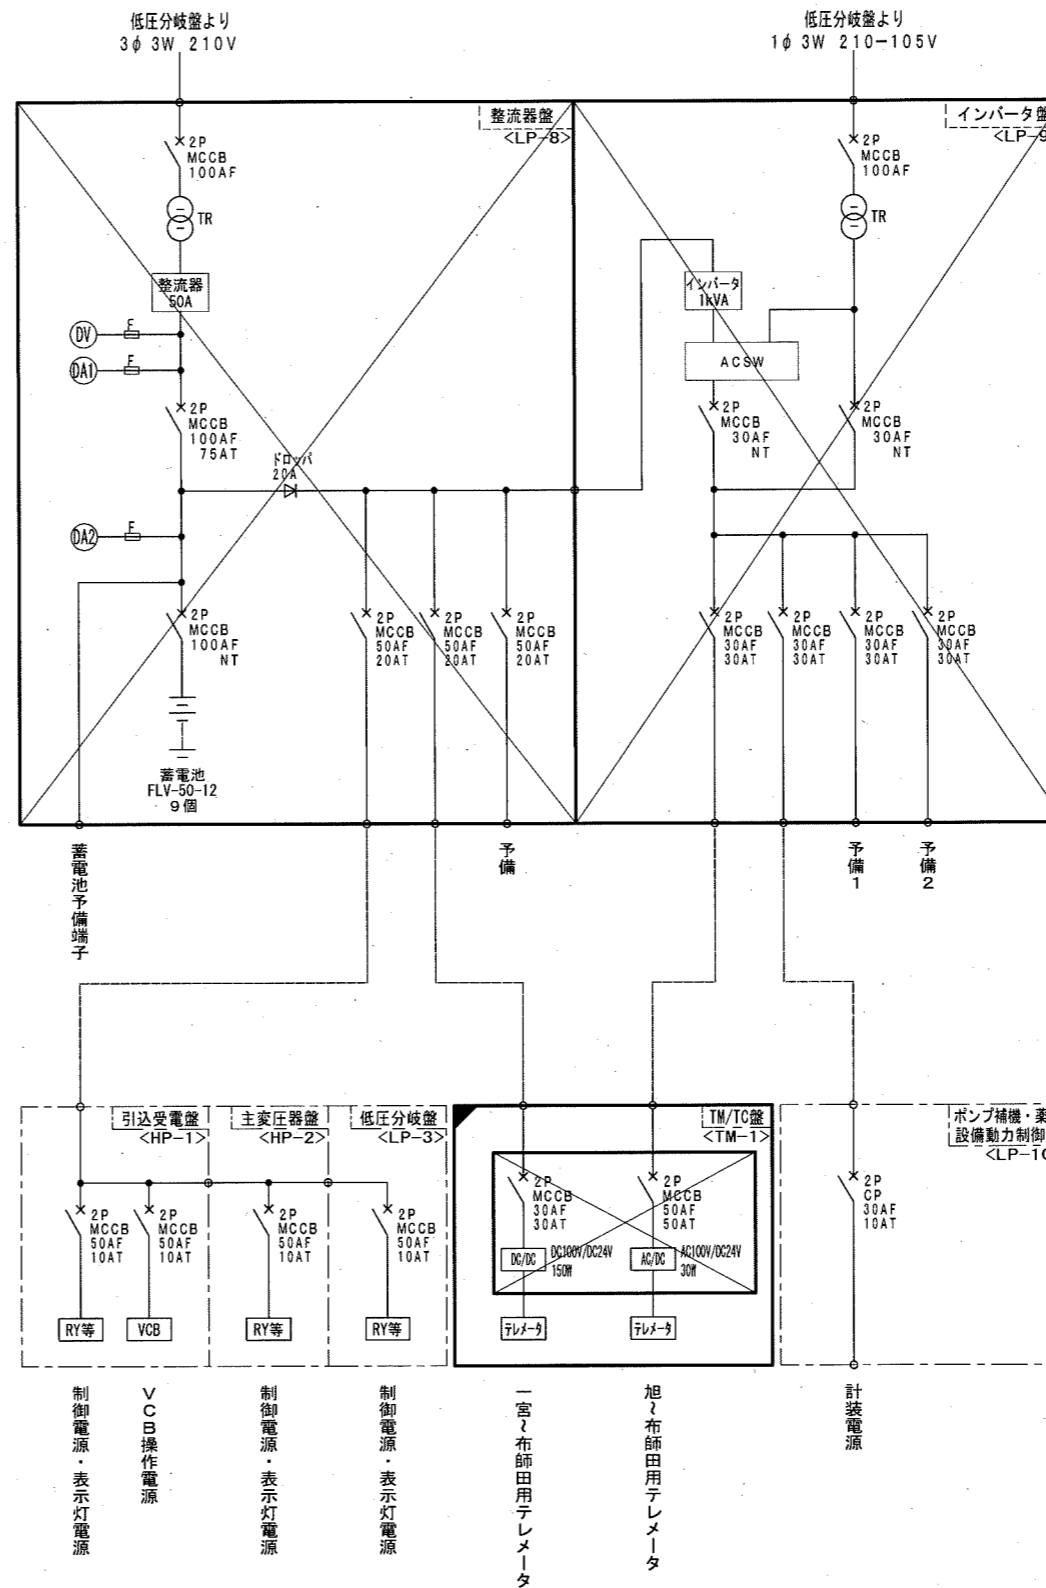 低圧分岐盤より
3φ 3W 210V
低圧分岐盤より
1φ 3W 210-105V
整流器盤
<LP-8>
インバータ盤
<LP-9
2P
MCCB
100AF
TR
整流器
50A
DV
F
DA1
F
2P
MCCB
100AF
75AT
ドロッパ
20A
DA2
F
2P
MCCB
100AF
NT
蓄電池
FLV-50-12
9個
2P
MCCB
50AF
20AT
2P
MCCB
50AF
20AT
2P
MCCB
50AF
20AT
2P
MCCB
100AF
TR
インバータ
1kVA
ACSW
2P
MCCB
30AF
NT
2P
MCCB
30AF
NT
2P
MCCB
30AF
30AT
2P
MCCB
30AF
30AT
2P
MCCB
30AF
30AT
2P
MCCB
30AF
30AT
蓄電池予備端子
予備
予備1
予備2
引込受電盤
<HP-1>
主変圧器盤
<HP-2>
低圧分岐盤
<LP-3>
TM/TC盤
<TM-1>
ポンプ補機・薬
設備動力制御
<LP-10
2P
MCCB
50AF
10AT
2P
MCCB
50AF
10AT
2P
MCCB
50AF
10AT
2P
MCCB
50AF
10AT
2P
MCCB
30AF
30AT
2P
MCCB
50AF
50AT
2P
CP
30AF
10AT
DC/DC
DC100V/DC24V
150W
AC/DC
AC100V/DC24V
30W
RY等
VCB
RY等
RY等
テレメータ
テレメータ
制御電源・表示灯電源
VCB操作電源
制御電源・表示灯電源
制御電源・表示灯電源
一宮~布師田用テレメータ
旭~布師田用テレメータ
計装電源